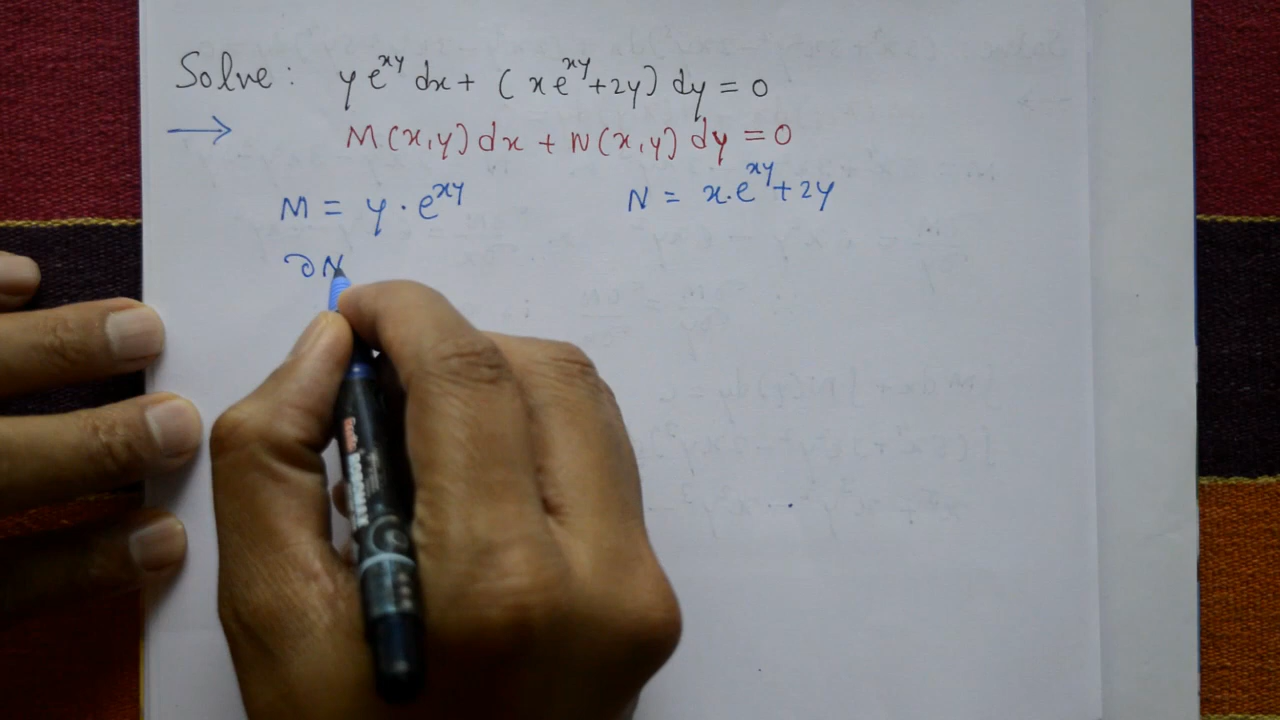 Solve: ye^{xy} dx + (xe^{xy}+2y) dy = 0
→ M(x,y) dx + N(x,y) dy = 0
M = y · e^{xy} N = x·e^{xy} + 2y